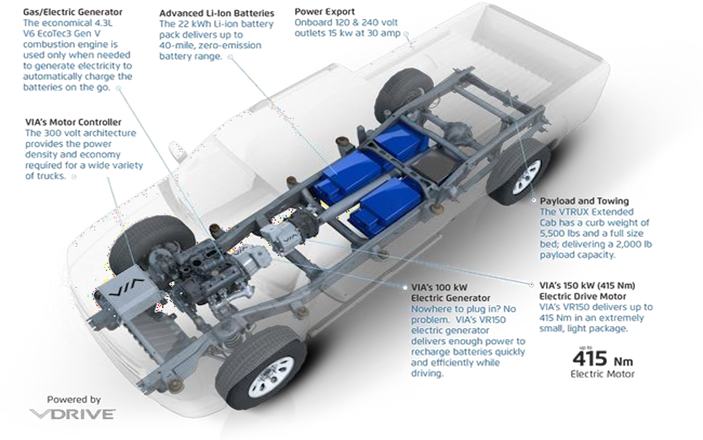 Gas/Electric Generator
The economical 4.3L
V6 EcoTec3 Gen V
combustion engine is
used only when needed
to generate electricity to
automatically charge the
batteries on the go.
Advanced Li-Ion Batteries
The 22 kWh Li-ion battery
pack delivers up to
40-mile, zero-emission
battery range.
Power Export
Onboard 120 & 240 volt
outlets 15 kw at 30 amp
VIA's Motor Controller
The 300 volt architecture
provides the power
density and economy
required for a wide variety
of trucks.
Payload and Towing
The VTRUX Extended
Cab has a curb weight of
5,500 lbs and a full size
bed; delivering a 2,000 lb
payload capacity.
VIA's 100 kW
Electric Generator
Nowhere to plug in? No
problem. VIA's VR150
electric generator
delivers enough power to
recharge batteries quickly
and efficiently while
driving.
VIA's 150 kW (415 Nm)
Electric Drive Motor
VIA's VR150 delivers up to
415 Nm in an extremely
small, light package.
up to
415 Nm
Electric Motor
VIA
VIA
Powered by
VDRIVE